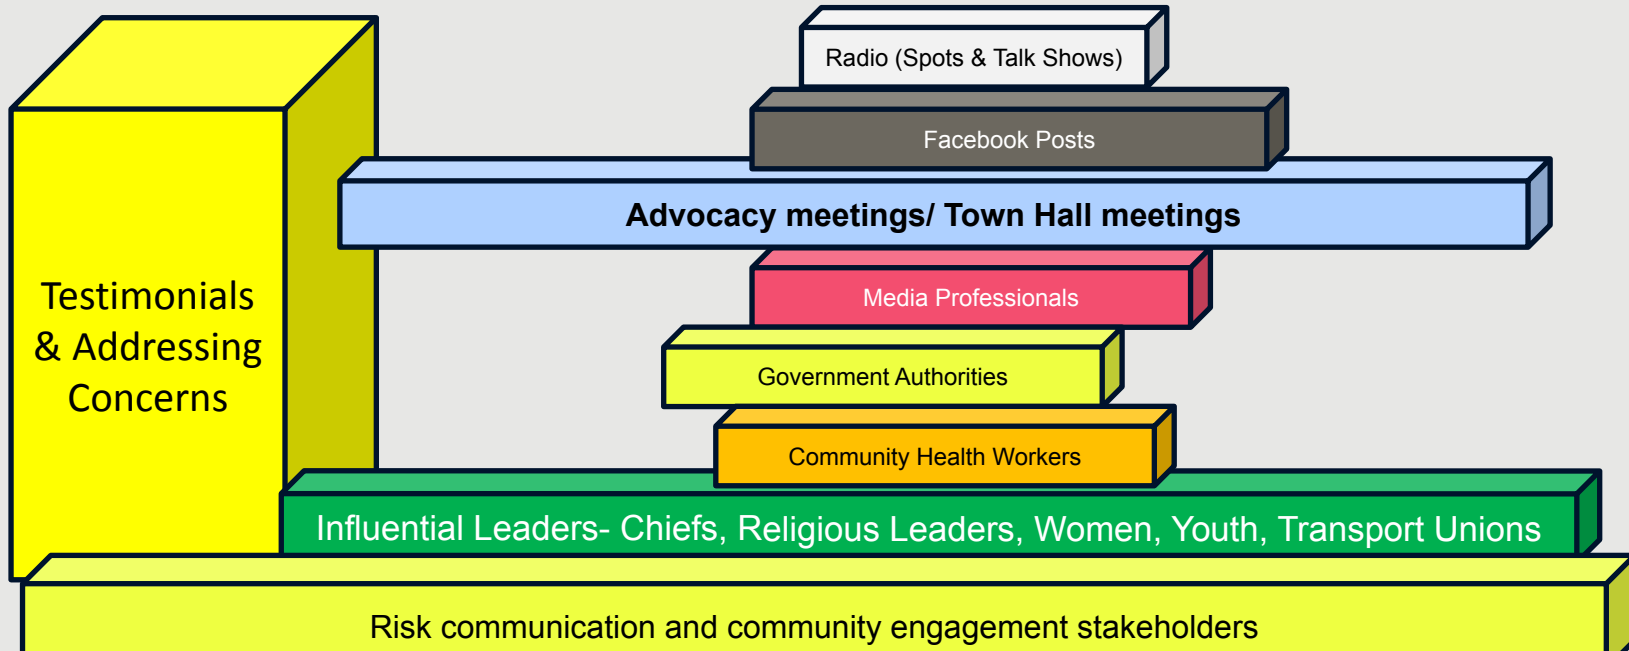 Radio (Spots & Talk Shows)
Facebook Posts
Advocacy meetings/ Town Hall meetings
Media Professionals
Testimonials
& Addressing
Concerns
Government Authorities
Community Health Workers
Influential Leaders- Chiefs, Religious Leaders, Women, Youth, Transport Unions
Risk communication and community engagement stakeholders